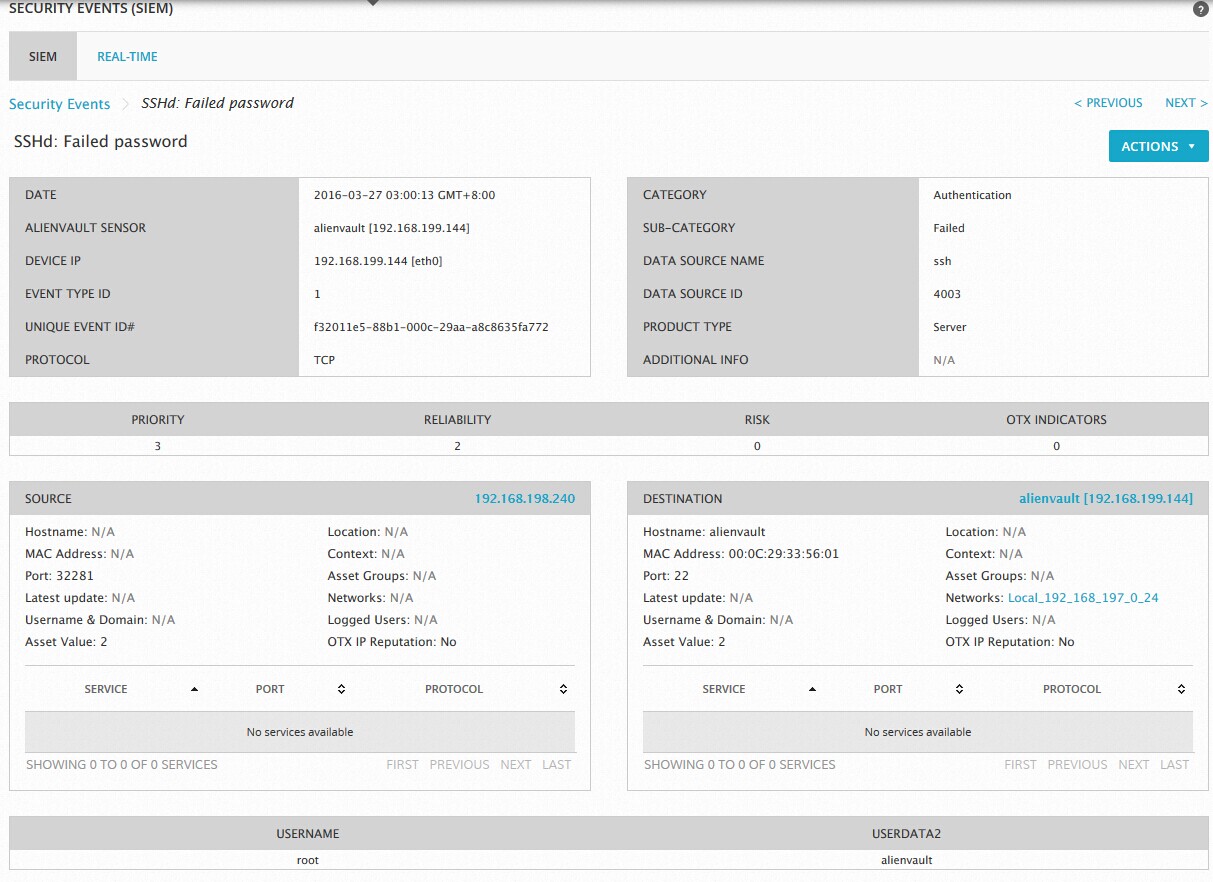 SECURITY EVENTS (SIEM)
?
SIEM REAL-TIME
Security Events SSHd: Failed password < PREVIOUS NEXT >
SSHd: Failed password
ACTIONS
DATE 2016-03-27 03:00:13 GMT+8:00
ALIENVAULT SENSOR alienvault [192.168.199.144]
DEVICE IP 192.168.199.144 [eth0]
EVENT TYPE ID 1
UNIQUE EVENT ID# f32011e5-88b1-000c-29aa-a8c8635fa772
PROTOCOL TCP
CATEGORY Authentication
SUB-CATEGORY Failed
DATA SOURCE NAME ssh
DATA SOURCE ID 4003
PRODUCT TYPE Server
ADDITIONAL INFO N/A
PRIORITY RELIABILITY RISK OTX INDICATORS
3 2 0 0
SOURCE 192.168.198.240
Hostname: N/A Location: N/A
MAC Address: N/A Context: N/A
Port: 32281 Asset Groups: N/A
Latest update: N/A Networks: N/A
Username & Domain: N/A Logged Users: N/A
Asset Value: 2 OTX IP Reputation: No
SERVICE PORT PROTOCOL
No services available
SHOWING 0 TO 0 OF 0 SERVICES FIRST PREVIOUS NEXT LAST
DESTINATION alienvault [192.168.199.144]
Hostname: alienvault Location: N/A
MAC Address: 00:0C:29:33:56:01 Context: N/A
Port: 22 Asset Groups: N/A
Latest update: N/A Networks: Local_192_168_197_0_24
Username & Domain: N/A Logged Users: N/A
Asset Value: 2 OTX IP Reputation: No
SERVICE PORT PROTOCOL
No services available
SHOWING 0 TO 0 OF 0 SERVICES FIRST PREVIOUS NEXT LAST
USERNAME USERDATA2
root alienvault